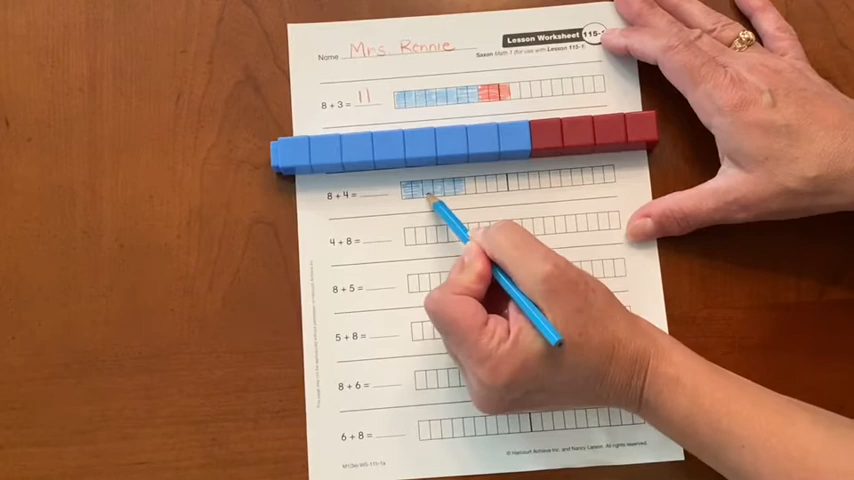 Lesson Worksheet 115-1
Name Mrs. Rennie
Saxon Math 1 (for use with Lesson 115-1)
8 + 3 = 11
8 + 4 =
4 + 8 =
8 + 5 =
5 + 8 =
8 + 6 =
6 + 8 =
© Harcourt Achieve Inc. and Nancy Larson. All rights reserved.